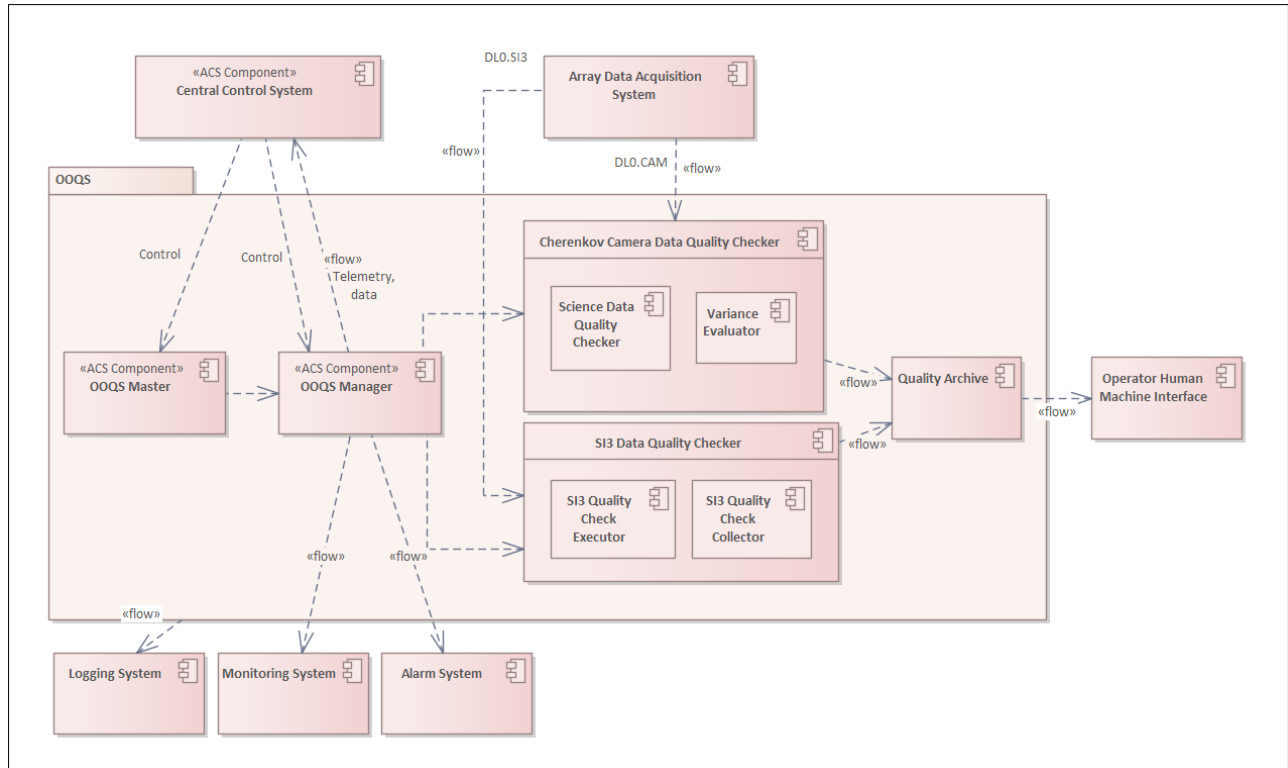 DL0.SI3
«ACS Component»
Central Control System
Array Data Acquisition
System
«flow»
DL0.CAM
«flow»
OOQS
Control
Control
«flow»
Telemetry,
data
Cherenkov Camera Data Quality Checker
Science Data
Quality
Checker
Variance
Evaluator
«ACS Component»
OOQS Master
«ACS Component»
OOQS Manager
«flow»
Quality Archive
«flow»
Operator Human
Machine Interface
SI3 Data Quality Checker
«flow»
SI3 Quality
Check
Executor
SI3 Quality
Check
Collector
«flow»
«flow»
«flow»
Logging System
Monitoring System
Alarm System